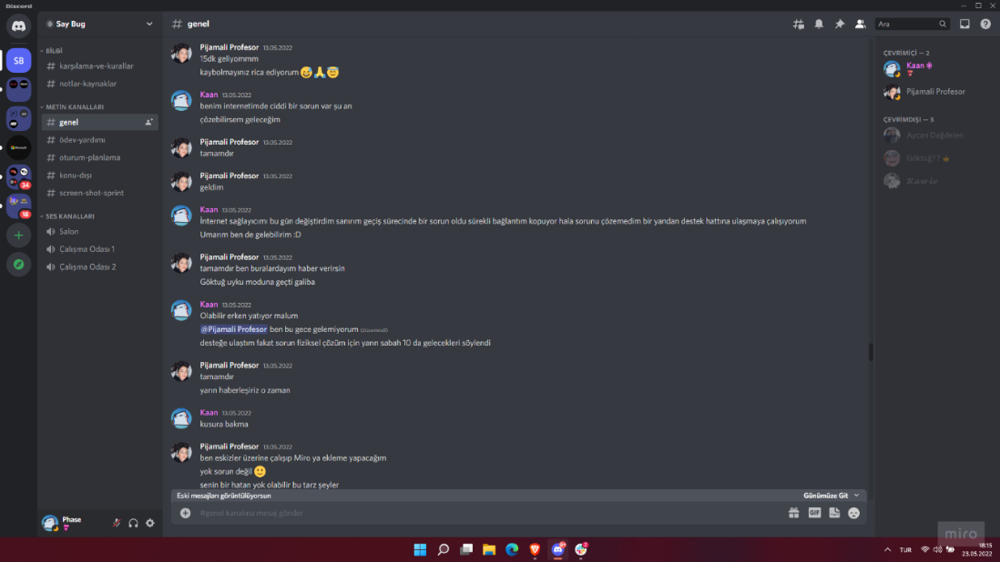 Discord
Say Bug
BİLGİ
karşılama-ve-kurallar
notlar-kaynaklar
METİN KANALLARI
genel
ödev-yardımı
oturum-planlama
konu-dışı
screen-shot-sprint
SES KANALLARI
Salon
Çalışma Odası 1
Çalışma Odası 2
SB
34
18
Phase
genel
Ara
Pijamali Profesor 13.05.2022
15dk geliyommm
kaybolmayınız rica ediyorum 😅🙏😇
Kaan 13.05.2022
benim internetimde ciddi bir sorun var şu an
çözebilirsem geleceğim
Pijamali Profesor 13.05.2022
tamamdır
Pijamali Profesor 13.05.2022
geldim
Kaan 13.05.2022
İnternet sağlayıcımı bu gün değiştirdim sanırım geçiş sürecinde bir sorun oldu sürekli bağlantım kopuyor hala sorunu çözemedim bir yandan destek hattına ulaşmaya çalışıyorum
Umarım ben de gelebilirim :D
Pijamali Profesor 13.05.2022
tamamdır ben buralardayım haber verirsin
Göktuğ uyku moduna geçti galiba
Kaan 13.05.2022
Olabilir erken yatıyor malum
@Pijamali Profesor ben bu gece gelemiyorum (düzenlendi)
desteğe ulaştım fakat sorun fiziksel çözüm için yarın sabah 10 da gelecekleri söylendi
Pijamali Profesor 13.05.2022
tamamdır
yarın haberleşiriz o zaman
Kaan 13.05.2022
kusura bakma
Pijamali Profesor 13.05.2022
ben eskizler üzerine çalışıp Miro ya ekleme yapacağım
yok sorun değil 🙂
senin bir hatan yok olabilir bu tarz şeyler
Eski mesajları görüntülüyorsun
Günümüze Git
#genel kanalına mesaj gönder
GIF
ÇEVRİMİÇİ — 2
Kaan
Pijamali Profesor
ÇEVRİMDIŞI — 3
Aycan Dağdelen
Göktuğ??
miro
TUR
18:15
23.05.2022